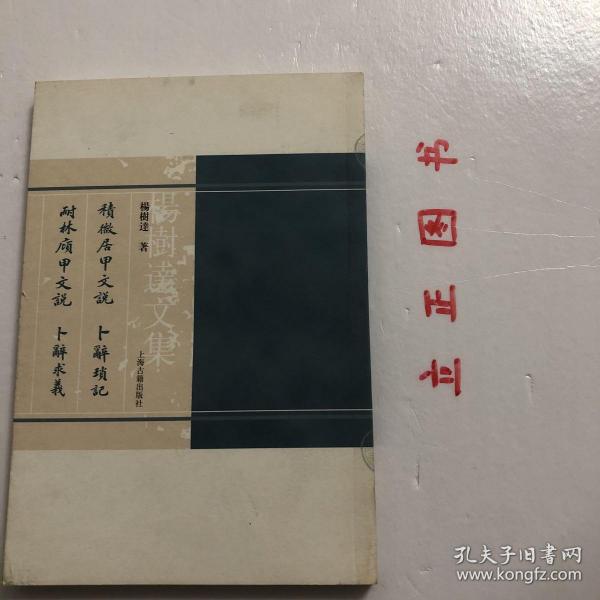 楊樹達文集
楊樹達 著
積微居甲文說 卜辭瑣記
耐林廎甲文說 卜辭求義
上海古籍出版社
书
图
正
立
孔夫子旧书网
www.kongfz.com